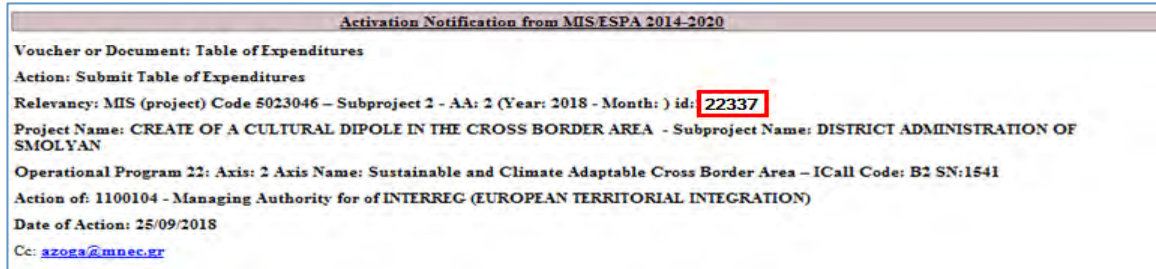 Activation Notification from MIS/ESPA 2014-2020
Voucher or Document: Table of Expenditures
Action: Submit Table of Expenditures
Relevancy: MIS (project) Code 5023046 – Subproject 2 - AA: 2 (Year: 2018 - Month: ) id: 22337
Project Name: CREATE OF A CULTURAL DIPOLE IN THE CROSS BORDER AREA - Subproject Name: DISTRICT ADMINISTRATION OF
SMOLYAN
Operational Program 22: Axis: 2 Axis Name: Sustainable and Climate Adaptable Cross Border Area – ICall Code: B2 SN:1541
Action of: 1100104 - Managing Authority for of INTERREG (EUROPEAN TERRITORIAL INTEGRATION)
Date of Action: 25/09/2018
Cc: azoga@mnec.gr